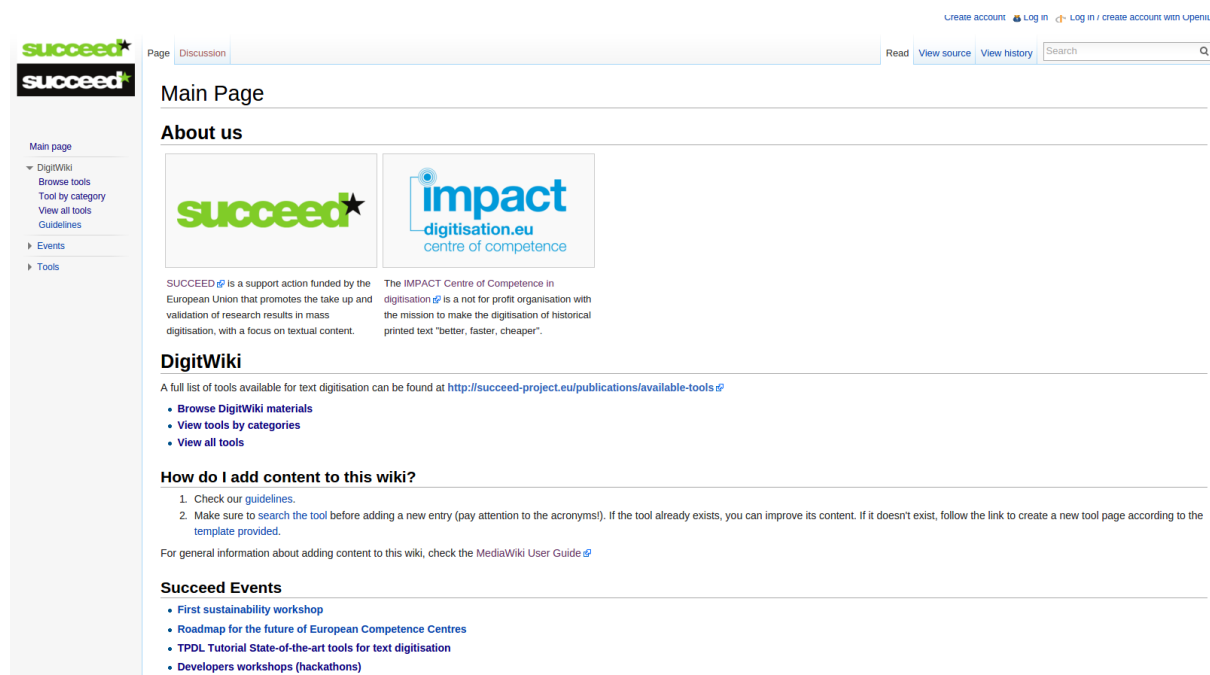 Create account Log in Log in / create account with OpenID
succeed
succeed
Page Discussion
Read View source View history Search
Main page
DigitWiki
Browse tools
Tool by category
View all tools
Guidelines
Events
Tools
Main Page
About us
succeed
impact
digitisation.eu
centre of competence
SUCCEED is a support action funded by the
European Union that promotes the take up and
validation of research results in mass
digitisation, with a focus on textual content.
The IMPACT Centre of Competence in
digitisation is a not for profit organisation with
the mission to make the digitisation of historical
printed text "better, faster, cheaper".
DigitWiki
A full list of tools available for text digitisation can be found at http://succeed-project.eu/publications/available-tools
• Browse DigitWiki materials
• View tools by categories
• View all tools
How do I add content to this wiki?
1. Check our guidelines.
2. Make sure to search the tool before adding a new entry (pay attention to the acronyms!). If the tool already exists, you can improve its content. If it doesn't exist, follow the link to create a new tool page according to the
template provided.
For general information about adding content to this wiki, check the MediaWiki User Guide
Succeed Events
• First sustainability workshop
• Roadmap for the future of European Competence Centres
• TPDL Tutorial State-of-the-art tools for text digitisation
• Developers workshops (hackathons)